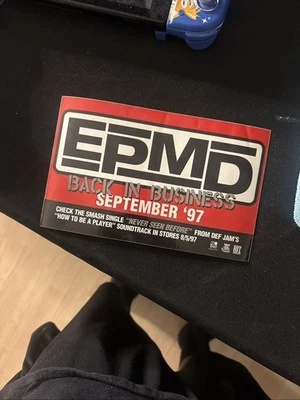 EPMD
BACK IN BUSINESS
SEPTEMBER '97
CHECK THE SMASH SINGLE "NEVER SEEN BEFORE" FROM DEF JAM'S
"HOW TO BE A PLAYER" SOUNDTRACK IN STORES 8/5/97